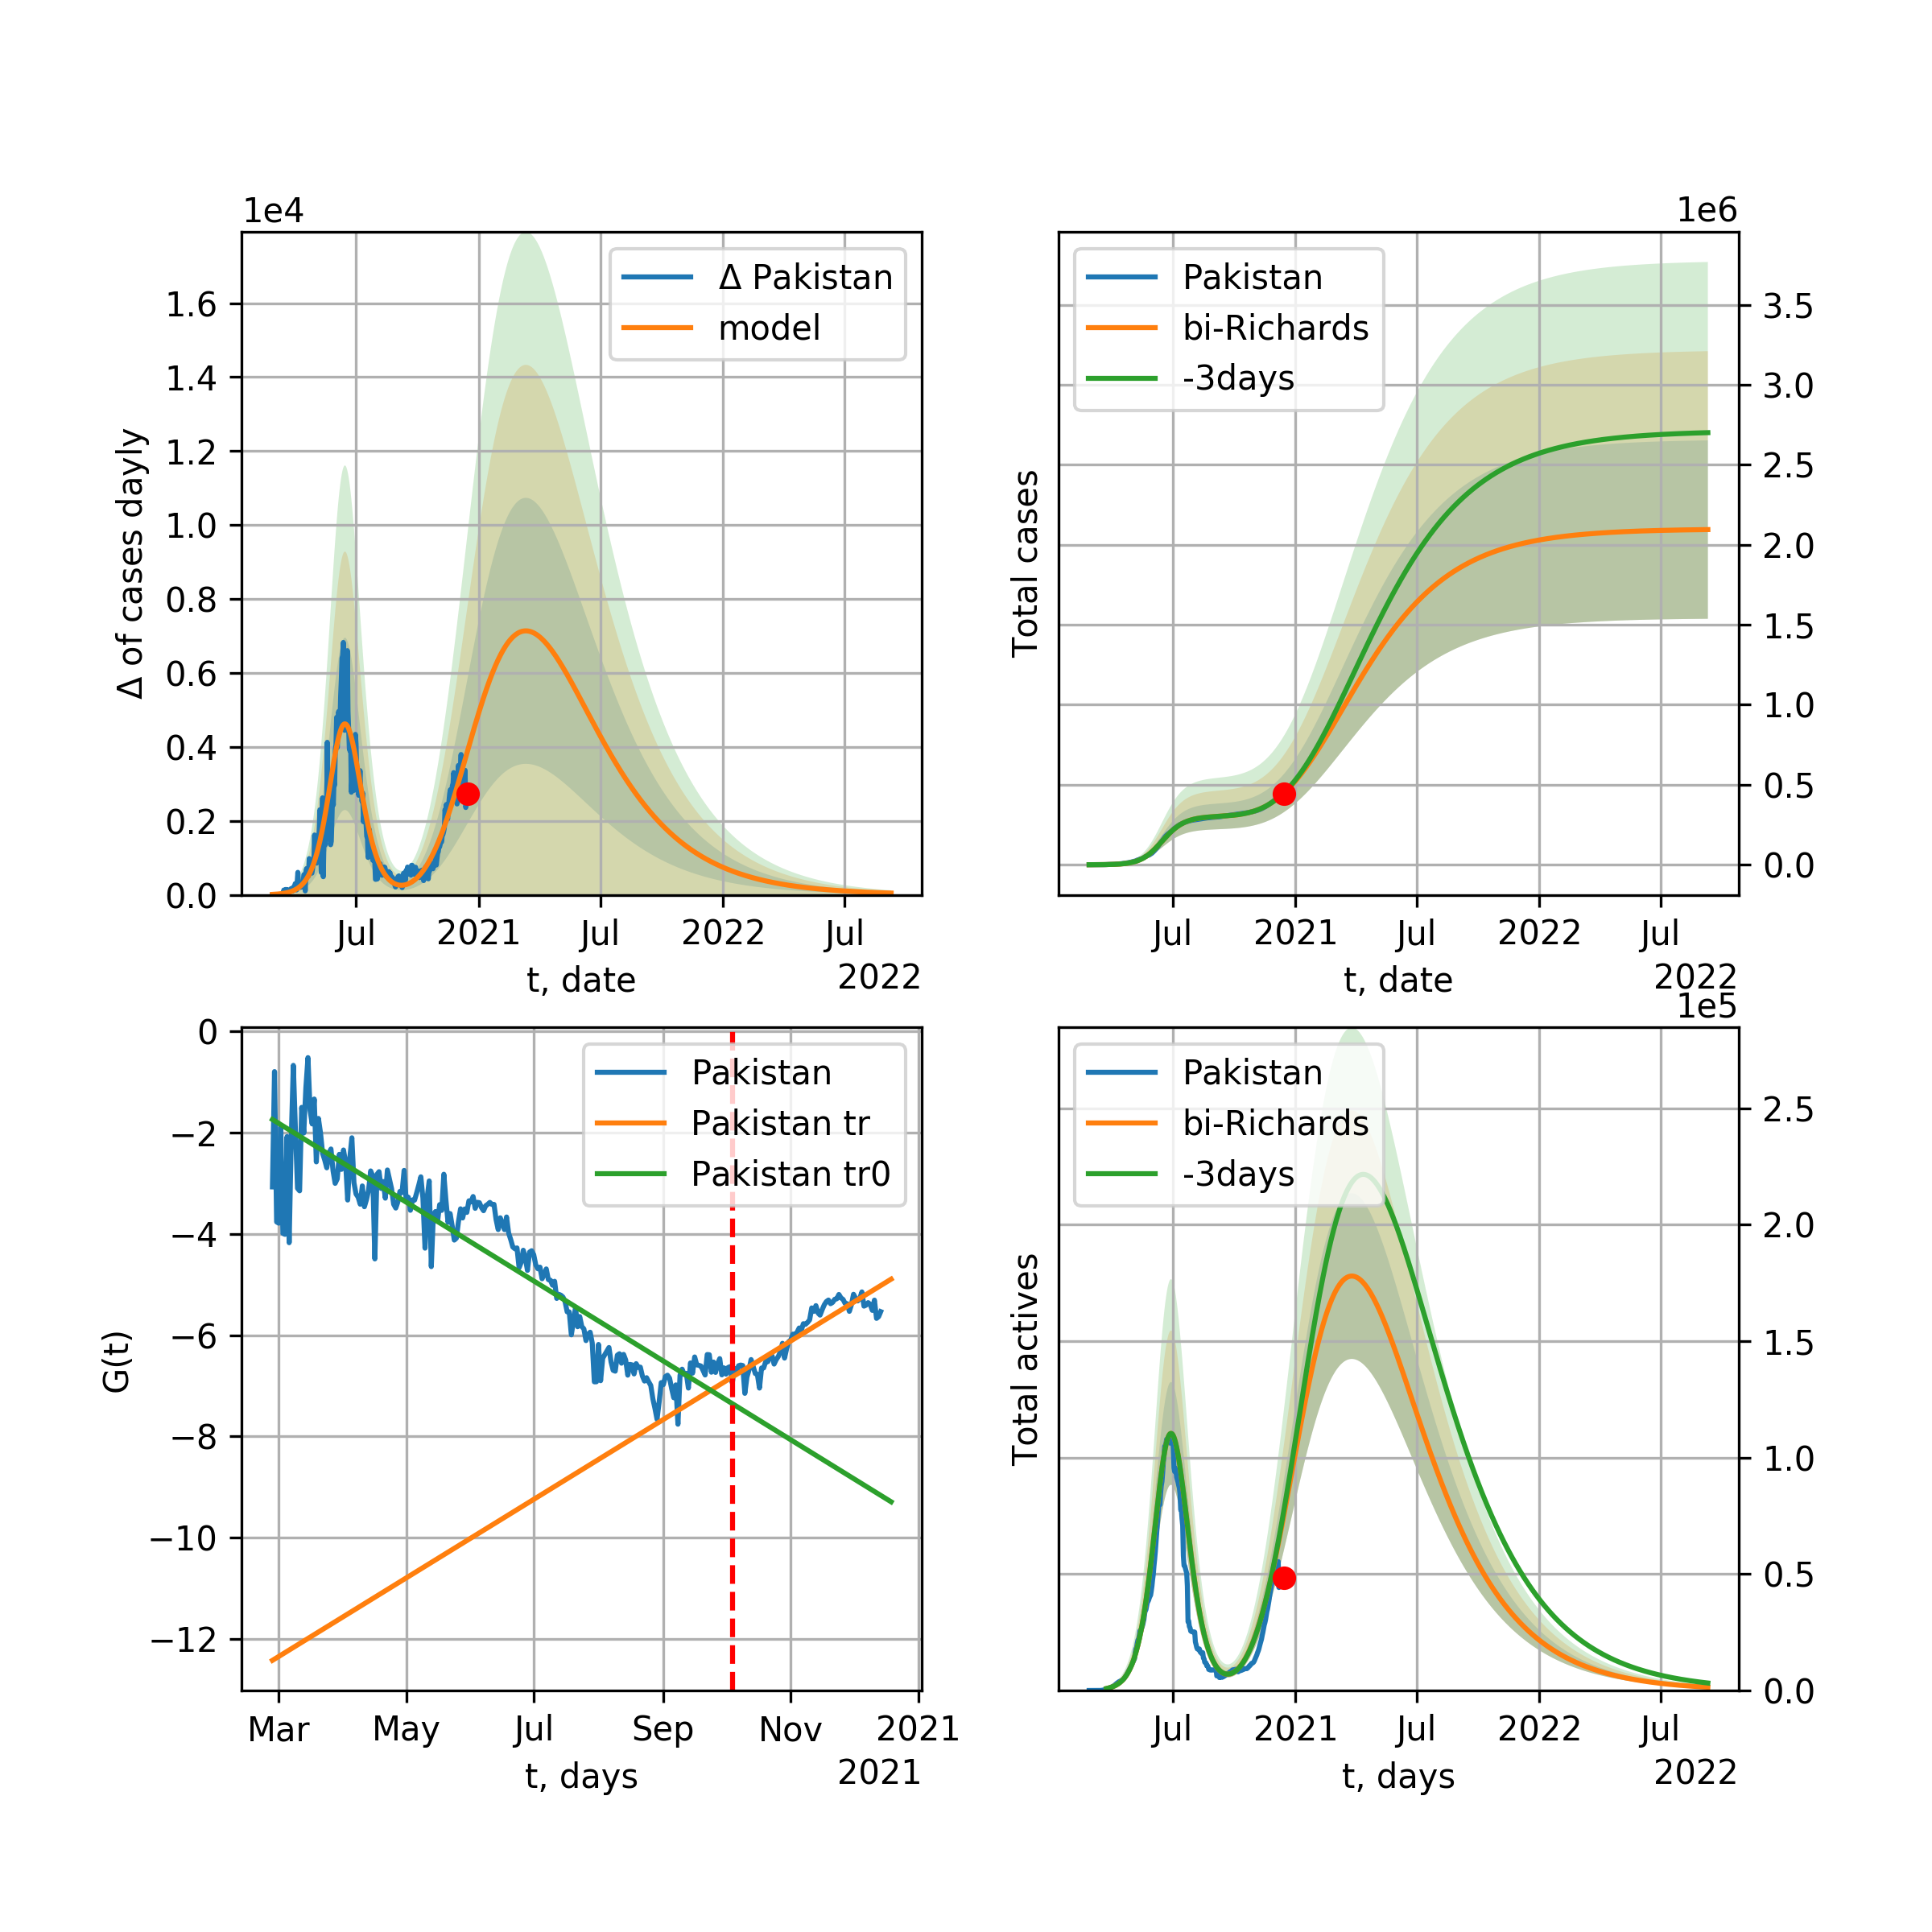 1e4
Δ of cases dayly
1.6
1.4
1.2
1.0
0.8
0.6
0.4
0.2
0.0
Δ Pakistan
model
Jul 2021 Jul 2022 Jul
t, date
2022
1e6
Total cases
Pakistan
bi-Richards
-3days
3.5
3.0
2.5
2.0
1.5
1.0
0.5
0.0
Jul 2021 Jul 2022 Jul
t, date
2022
G(t)
0
−2
−4
−6
−8
−10
−12
Pakistan
Pakistan tr
Pakistan tr0
Mar May Jul Sep Nov 2021
t, days
2021
1e5
Total actives
Pakistan
bi-Richards
-3days
2.5
2.0
1.5
1.0
0.5
0.0
Jul 2021 Jul 2022 Jul
t, days
2022